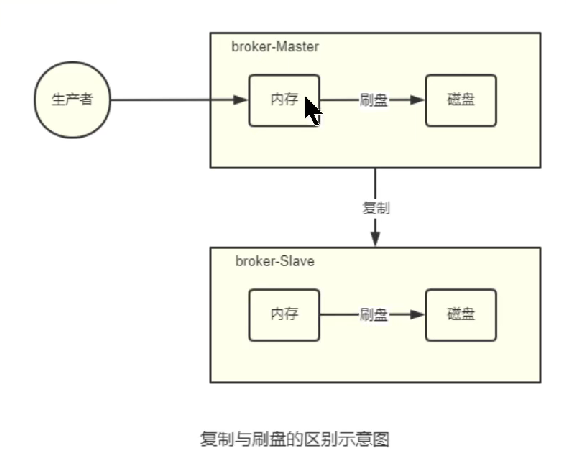 broker-Master
生产者
内存
刷盘
磁盘
复制
broker-Slave
内存
刷盘
磁盘
复制与刷盘的区别示意图